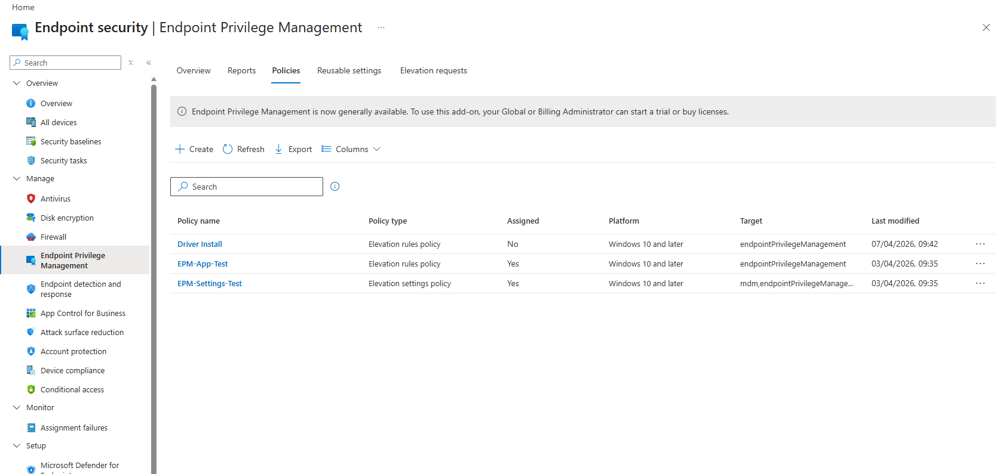 Home
Endpoint security | Endpoint Privilege Management ...
Search
Overview
Overview
All devices
Security baselines
Security tasks
Manage
Antivirus
Disk encryption
Firewall
Endpoint Privilege
Management
Endpoint detection and
response
App Control for Business
Attack surface reduction
Account protection
Device compliance
Conditional access
Monitor
Assignment failures
Setup
Microsoft Defender for
Overview Reports Policies Reusable settings Elevation requests
Endpoint Privilege Management is now generally available. To use this add-on, your Global or Billing Administrator can start a trial or buy licenses.
Create Refresh Export Columns
Search
Policy name Policy type Assigned Platform Target Last modified
Driver Install Elevation rules policy No Windows 10 and later endpointPrivilegeManagement 07/04/2026, 09:42 ...
EPM-App-Test Elevation rules policy Yes Windows 10 and later endpointPrivilegeManagement 03/04/2026, 09:35 ...
EPM-Settings-Test Elevation settings policy Yes Windows 10 and later mdm,endpointPrivilegeManage... 03/04/2026, 09:35 ...